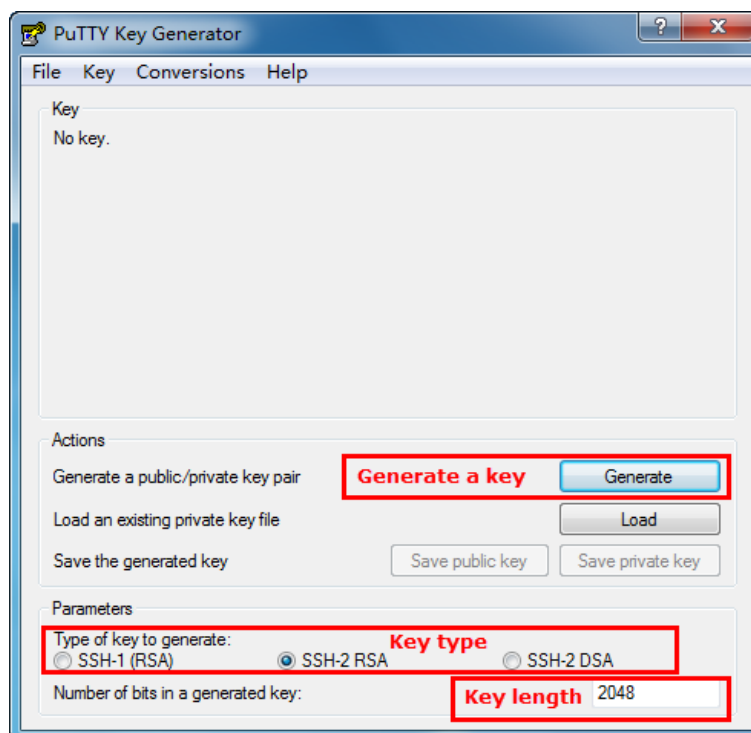 PuTTY Key Generator
File Key Conversions Help
Key
No key.
Actions
Generate a public/private key pair Generate a key Generate
Load an existing private key file Load
Save the generated key Save public key Save private key
Parameters
Type of key to generate: Key type
SSH-1 (RSA) SSH-2 RSA SSH-2 DSA
Number of bits in a generated key: Key length 2048